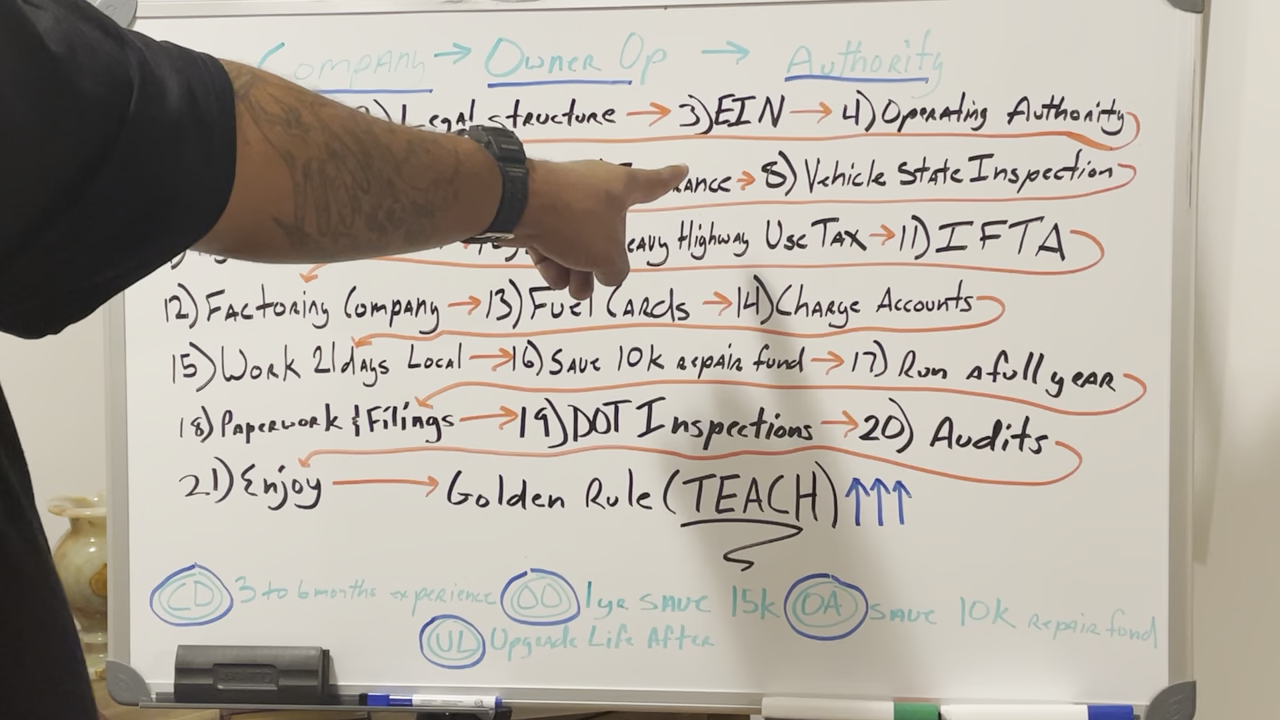 Company → Owner Op → Authority
Legal structure → 3) EIN → 4) Operating Authority
→ 8) Vehicle State Inspection
Highway Use Tax → 11) IFTA
12) Factoring Company → 13) Fuel Cards → 14) Charge Accounts
15) Work 21 days Local → 16) Save 10k repair fund → 17) Run a full year
18) Paperwork & Filings → 19) DOT Inspections → 20) Audits
21) Enjoy → Golden Rule (TEACH) ↑↑↑
CD 3 to 6 months experience OO 1 yr save 15k OA save 10k repair fund
UL Upgrade Life After